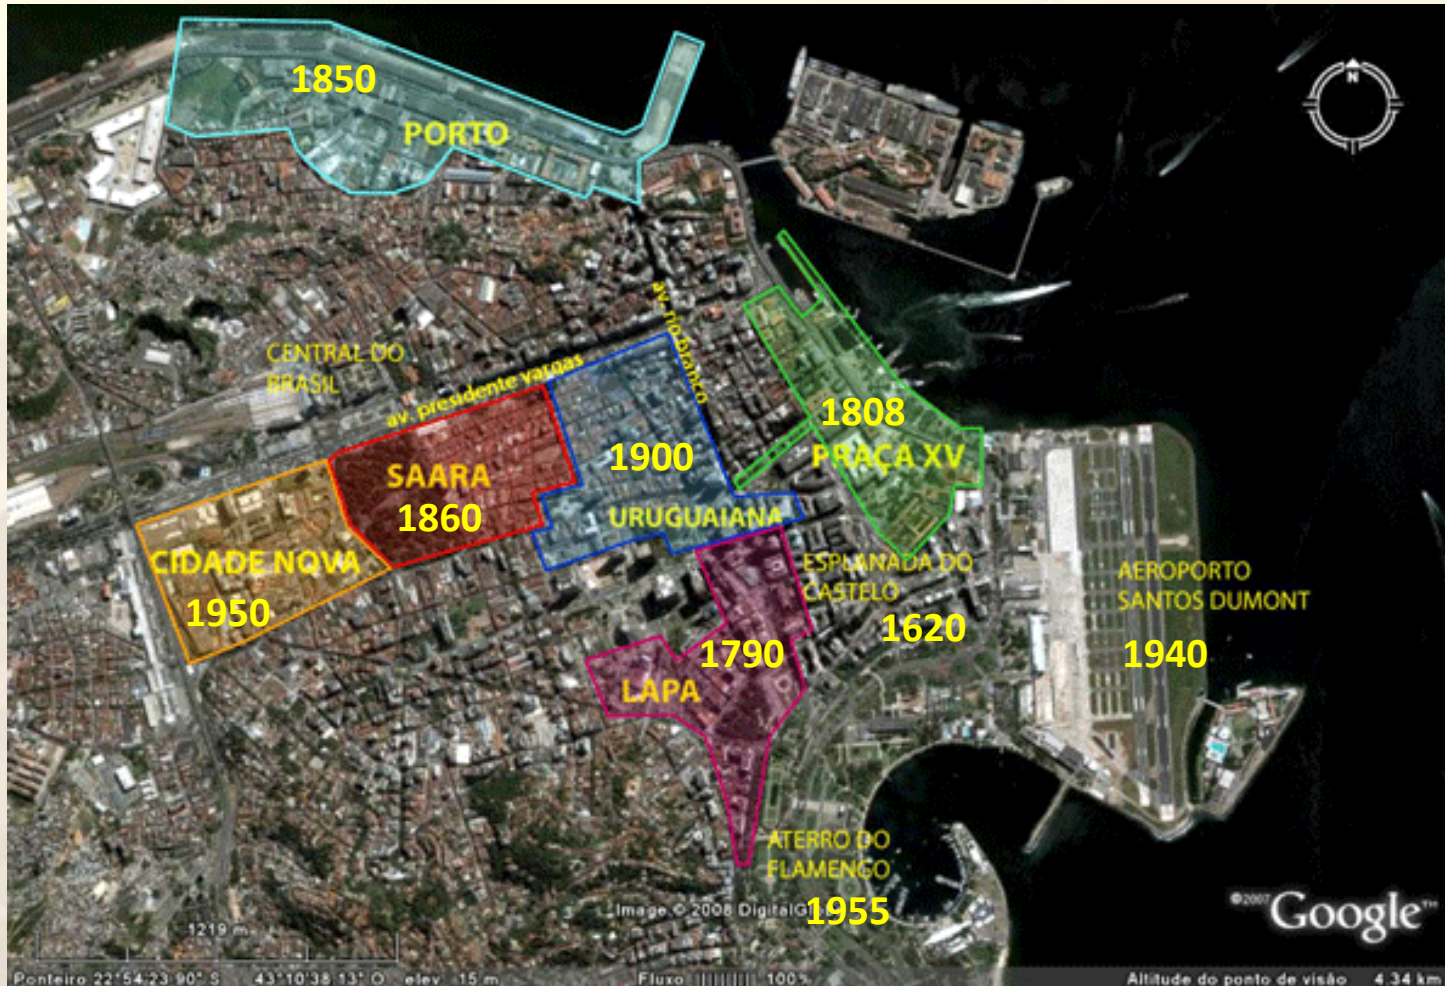 1850
PORTO
N
av. rio branco
CENTRAL DO
BRASIL
av. presidente vargas
1808
PRAÇA XV
1900
URUGUAIANA
SAARA
1860
CIDADE NOVA
1950
ESPLANADA DO
CASTELO
1620
AEROPORTO
SANTOS DUMONT
1940
1790
LAPA
ATERRO DO
FLAMENGO
1955
Image © 2008 DigitalG
©2007 Google™
1219 m
Ponteiro 22°54'23.90" S 43°10'38.13" O elev 15 m Fluxo ||||||||| 100% Altitude do ponto de visão 4.34 km